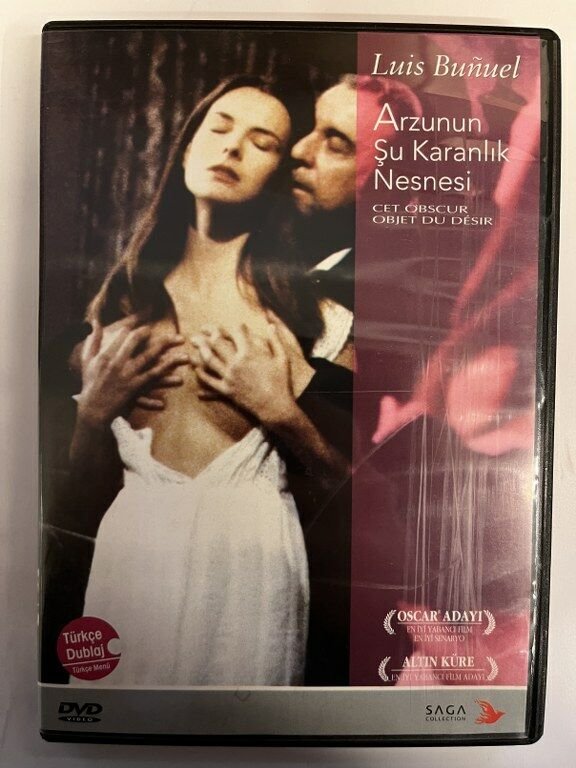 Luis Buñuel
Arzunun
Şu Karanlık
Nesnesi
CET OBSCUR
OBJET DU DÉSIR
OSCAR® ADAYI
EN İYİ YABANCI FİLM
EN İYİ SENARYO
ALTIN KÜRE
EN İYİ YABANCI FİLM ADAYI
Türkçe
Dublaj
Türkçe Menü
DVD
VIDEO
SAGA
COLLECTION